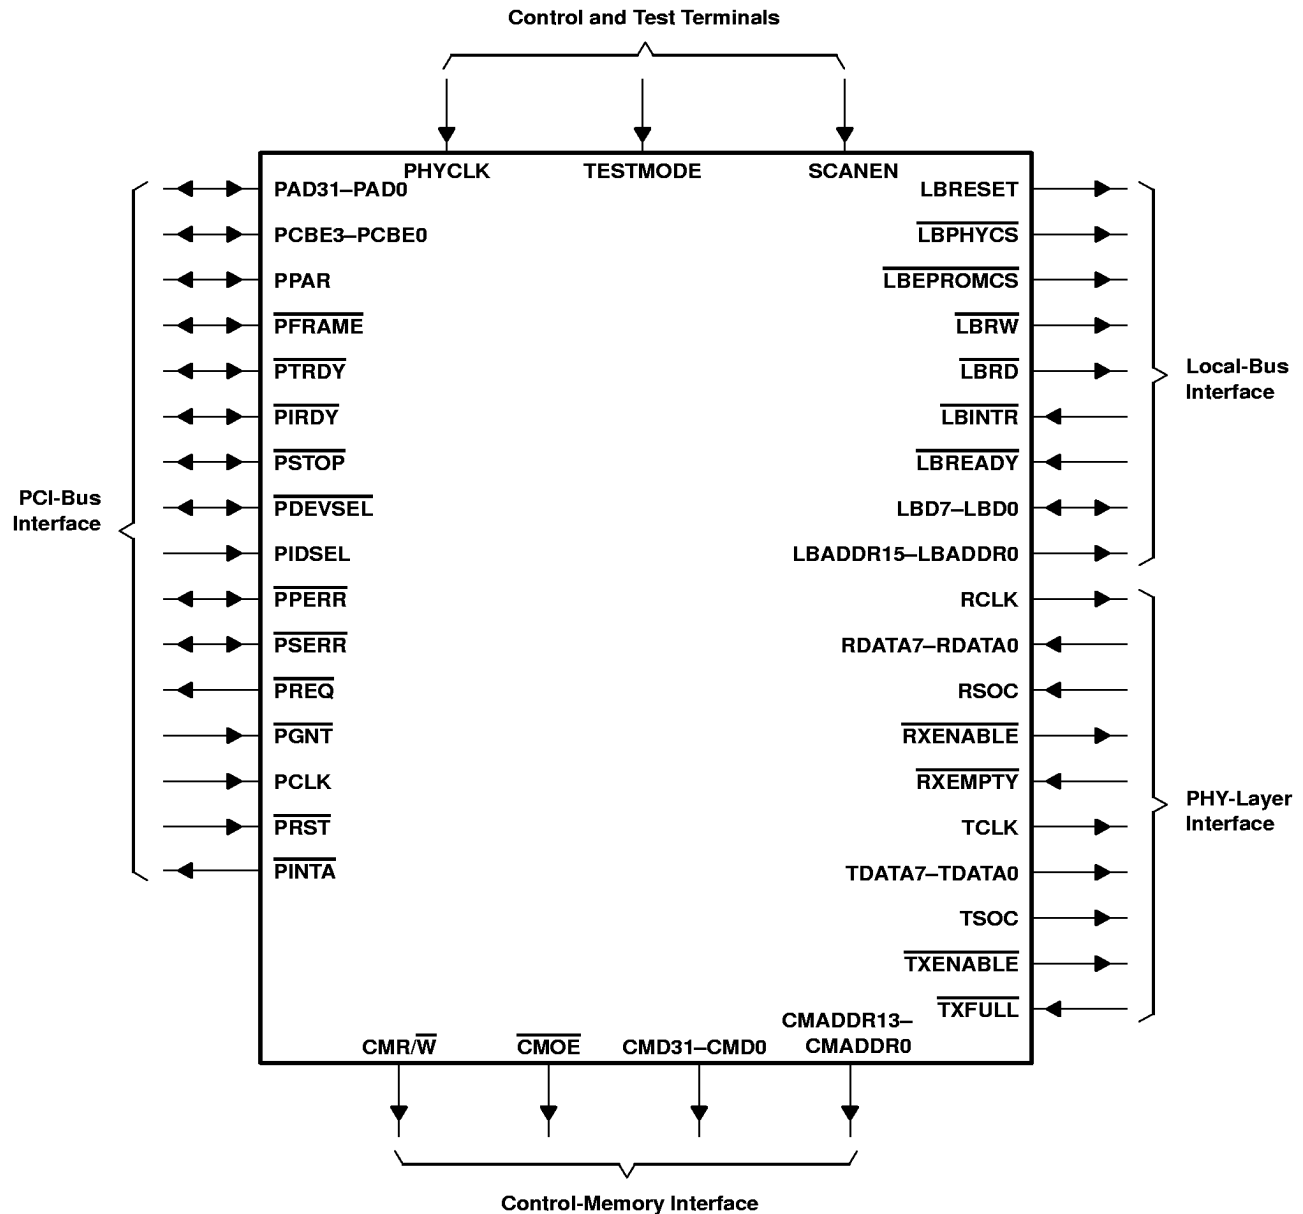 Control and Test Terminals
PHYCLK TESTMODE SCANEN
PAD31–PAD0
PCBE3–PCBE0
PPAR
PFRAME
PTRDY
PIRDY
PSTOP
PDEVSEL
PIDSEL
PPERR
PSERR
PREQ
PGNT
PCLK
PRST
PINTA
PCI-Bus
Interface
LBRESET
LBPHYCS
LBEPROMCS
LBRW
LBRD
LBINTR
LBREADY
LBD7–LBD0
LBADDR15–LBADDR0
Local-Bus
Interface
RCLK
RDATA7–RDATA0
RSOC
RXENABLE
RXEMPTY
TCLK
TDATA7–TDATA0
TSOC
TXENABLE
TXFULL
PHY-Layer
Interface
CMR/W CMOE CMD31–CMD0
CMADDR13–
CMADDR0
Control-Memory Interface